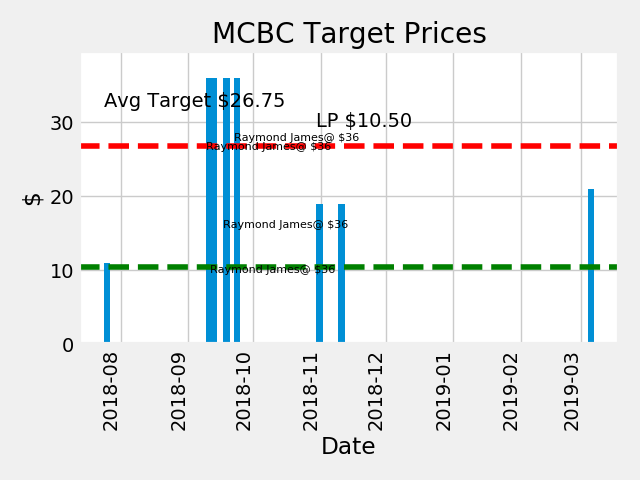 MCBC Target Prices
Avg Target $26.75
LP $10.50
Raymond James@ $36
Raymond James@ $36
Raymond James@ $36
Raymond James@ $36
$
30
20
10
0
2018-08
2018-09
2018-10
2018-11
2018-12
2019-01
2019-02
2019-03
Date